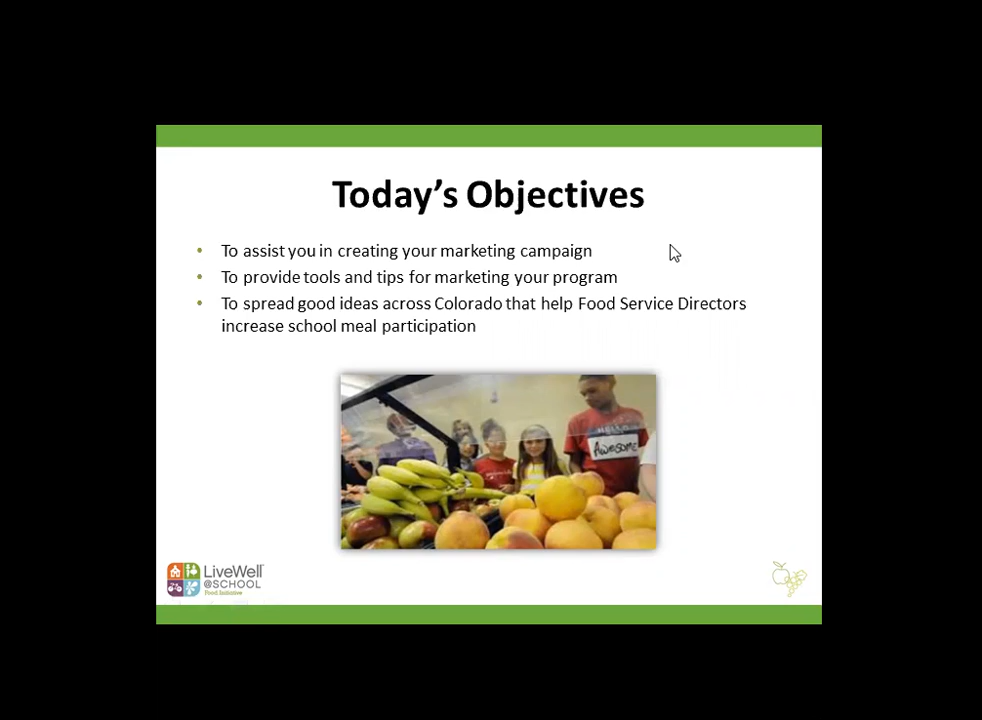 Today's Objectives
• To assist you in creating your marketing campaign
• To provide tools and tips for marketing your program
• To spread good ideas across Colorado that help Food Service Directors
increase school meal participation
HELLO
AWESOME
LiveWell
@SCHOOL
Food Initiative